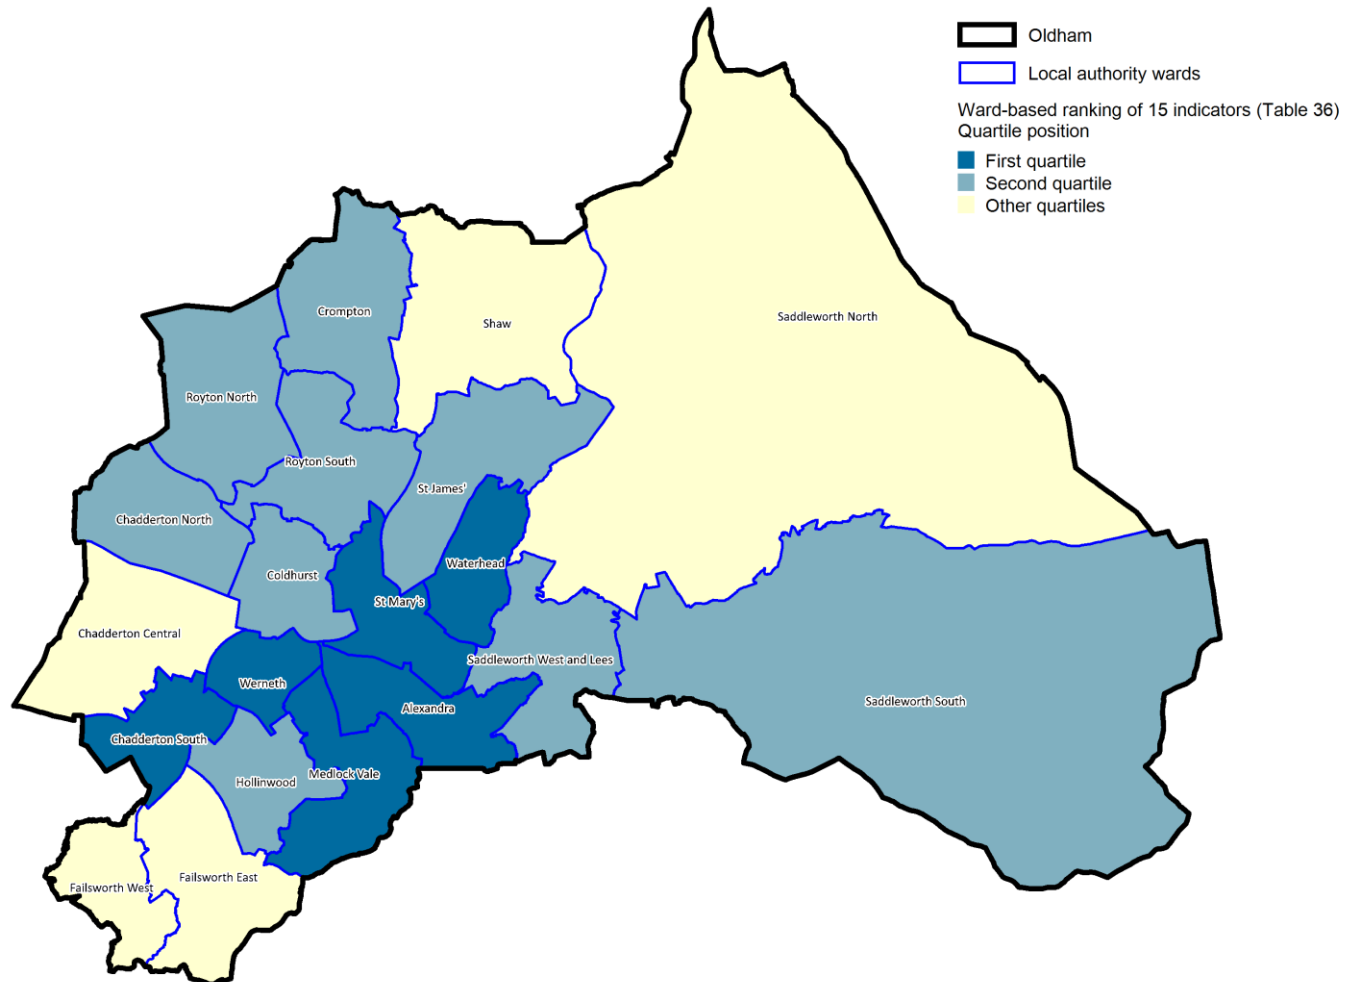 Oldham
Local authority wards
Ward-based ranking of 15 indicators (Table 36)
Quartile position
First quartile
Second quartile
Other quartiles
Crompton
Shaw
Saddleworth North
Royton North
Royton South
St James'
Chadderton North
Waterhead
Coldhurst
St Mary's
Chadderton Central
Saddleworth West and Lees
Werneth
Saddleworth South
Alexandra
Chadderton South
Medlock Vale
Hollinwood
Failsworth East
Failsworth West